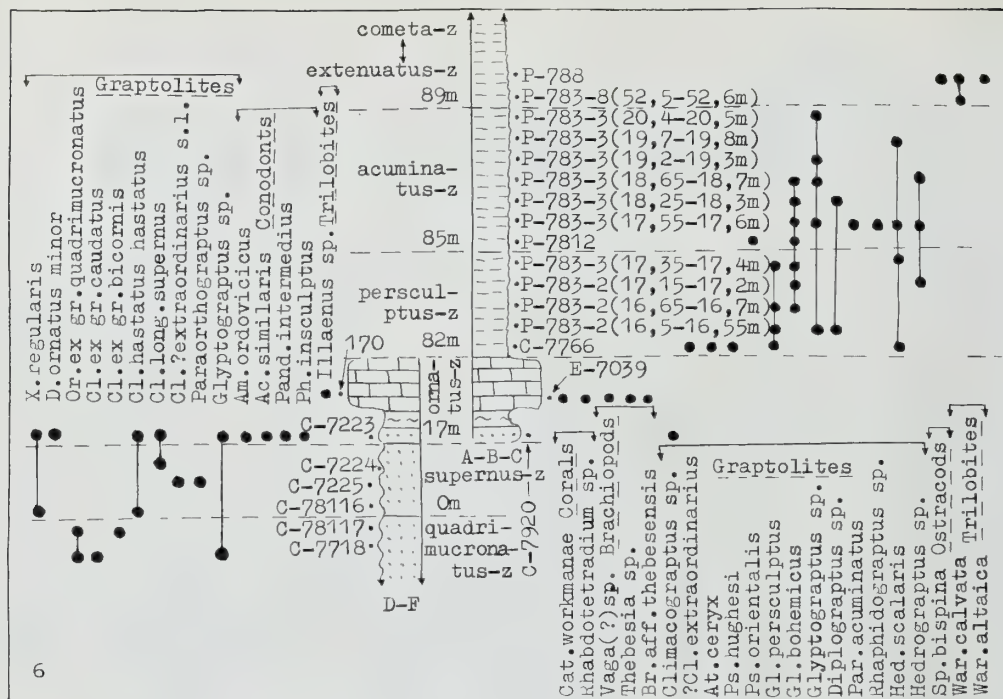 cometa-z
extenuatus-z
89m
acumina-
tus-z
85m
perscul-
ptus-z
82m
orna-
tus-z
17m
A-B-C
supernus-z
Om
quadri-
mucrona-
tus-z
D-F
Graptolites
Conodonts
Trilobites
X.regularis
D.ornatus minor
Or.ex gr.quadrimucronatus
Cl.ex gr.caudatus
Cl.ex gr.bicornis
Cl.hastatus hastatus
Cl.long.supernus
Cl.?extraordinarius s.l.
Paraorthograptus sp.
Glyptograptus sp.
Am.ordovicicus
Ac.similaris
Pand.intermedius
Ph.insculptus
Illaenus sp.
170
E-7039
C-7223
C-7224
C-7225
C-78116
C-78117
C-7718
C-7920
P-788
P-783-8(52,5-52,6m)
P-783-3(20,4-20,5m)
P-783-3(19,7-19,8m)
P-783-3(19,2-19,3m)
P-783-3(18,65-18,7m)
P-783-3(18,25-18,3m)
P-783-3(17,55-17,6m)
P-7812
P-783-3(17,35-17,4m)
P-783-2(17,15-17,2m)
P-783-2(16,65-16,7m)
P-783-2(16,5-16,55m)
C-7766
Cat.workmanae Corals
Rhabdotetradium sp.
Vaga(?)sp. Brachiopods
Thebesia sp.
Br.aff.thebesensis
Climacograptus sp.
?Cl.extraordinarius
At.ceryx
Ps.hughesi
Ps.orientalis
Gl.persculptus
Gl.bohemicus
Glyptograptus sp.
Diplograptus sp.
Par.acuminatus
Rhaphidograptus sp.
Hed.scalaris
Hedrograptus sp.
Sp.bispina Ostracods
War.calvata Trilobites
War.altaica
Graptolites
6